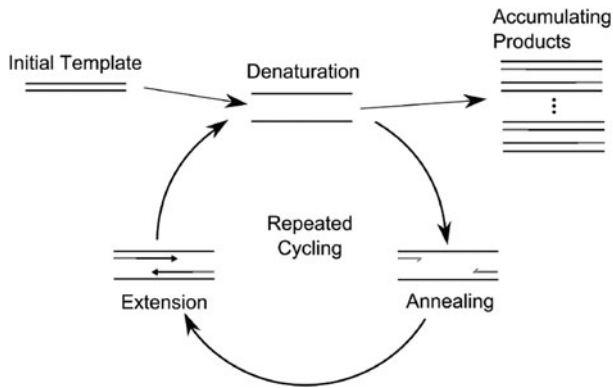 Accumulating
Products
Initial Template
Denaturation
Repeated
Cycling
Extension
Annealing